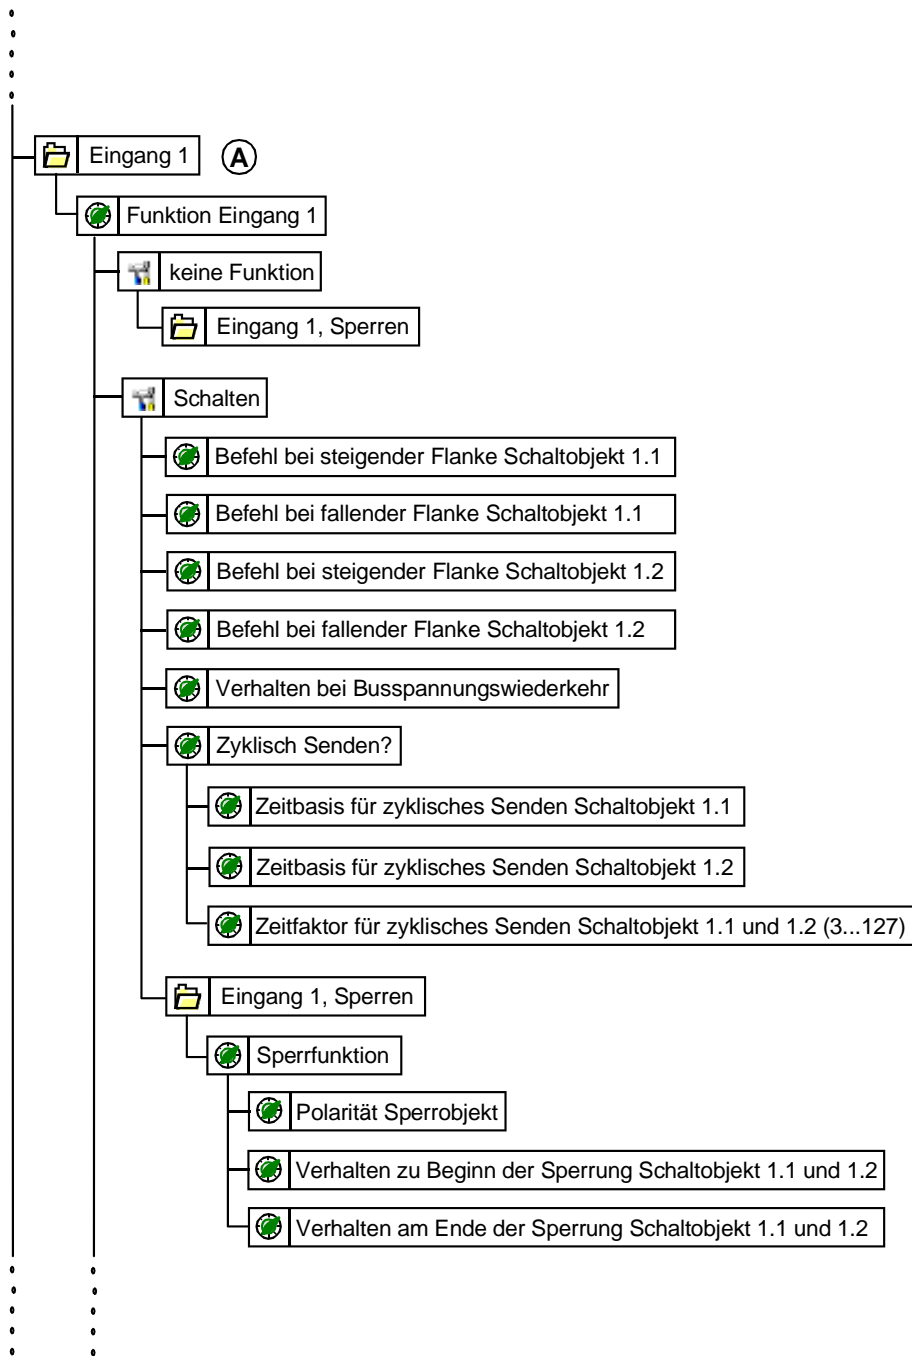 Eingang 1
A
Funktion Eingang 1
keine Funktion
Eingang 1, Sperren
Schalten
Befehl bei steigender Flanke Schaltobjekt 1.1
Befehl bei fallender Flanke Schaltobjekt 1.1
Befehl bei steigender Flanke Schaltobjekt 1.2
Befehl bei fallender Flanke Schaltobjekt 1.2
Verhalten bei Busspannungswiederkehr
Zyklisch Senden?
Zeitbasis für zyklisches Senden Schaltobjekt 1.1
Zeitbasis für zyklisches Senden Schaltobjekt 1.2
Zeitfaktor für zyklisches Senden Schaltobjekt 1.1 und 1.2 (3...127)
Eingang 1, Sperren
Sperrfunktion
Polarität Sperrobjekt
Verhalten zu Beginn der Sperrung Schaltobjekt 1.1 und 1.2
Verhalten am Ende der Sperrung Schaltobjekt 1.1 und 1.2